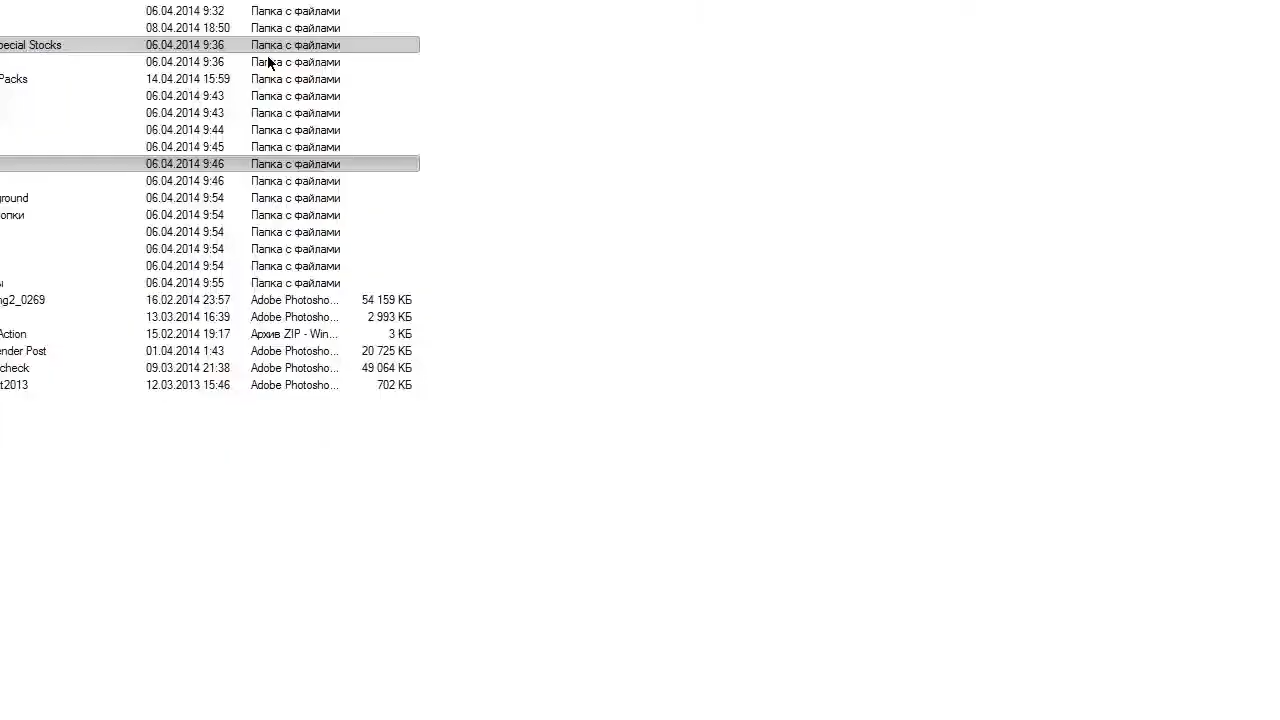 06.04.2014 9:32 Папка с файлами
08.04.2014 18:50 Папка с файлами
pecial Stocks 06.04.2014 9:36 Папка с файлами
06.04.2014 9:36 Папка с файлами
Packs 14.04.2014 15:59 Папка с файлами
06.04.2014 9:43 Папка с файлами
06.04.2014 9:43 Папка с файлами
06.04.2014 9:44 Папка с файлами
06.04.2014 9:45 Папка с файлами
06.04.2014 9:46 Папка с файлами
06.04.2014 9:46 Папка с файлами
ground 06.04.2014 9:54 Папка с файлами
опки 06.04.2014 9:54 Папка с файлами
06.04.2014 9:54 Папка с файлами
06.04.2014 9:54 Папка с файлами
06.04.2014 9:54 Папка с файлами
ы 06.04.2014 9:55 Папка с файлами
ng2_0269 16.02.2014 23:57 Adobe Photosho... 54 159 КБ
13.03.2014 16:39 Adobe Photosho... 2 993 КБ
Action 15.02.2014 19:17 Архив ZIP - Win... 3 КБ
ender Post 01.04.2014 1:43 Adobe Photosho... 20 725 КБ
check 09.03.2014 21:38 Adobe Photosho... 49 064 КБ
t2013 12.03.2013 15:46 Adobe Photosho... 702 КБ